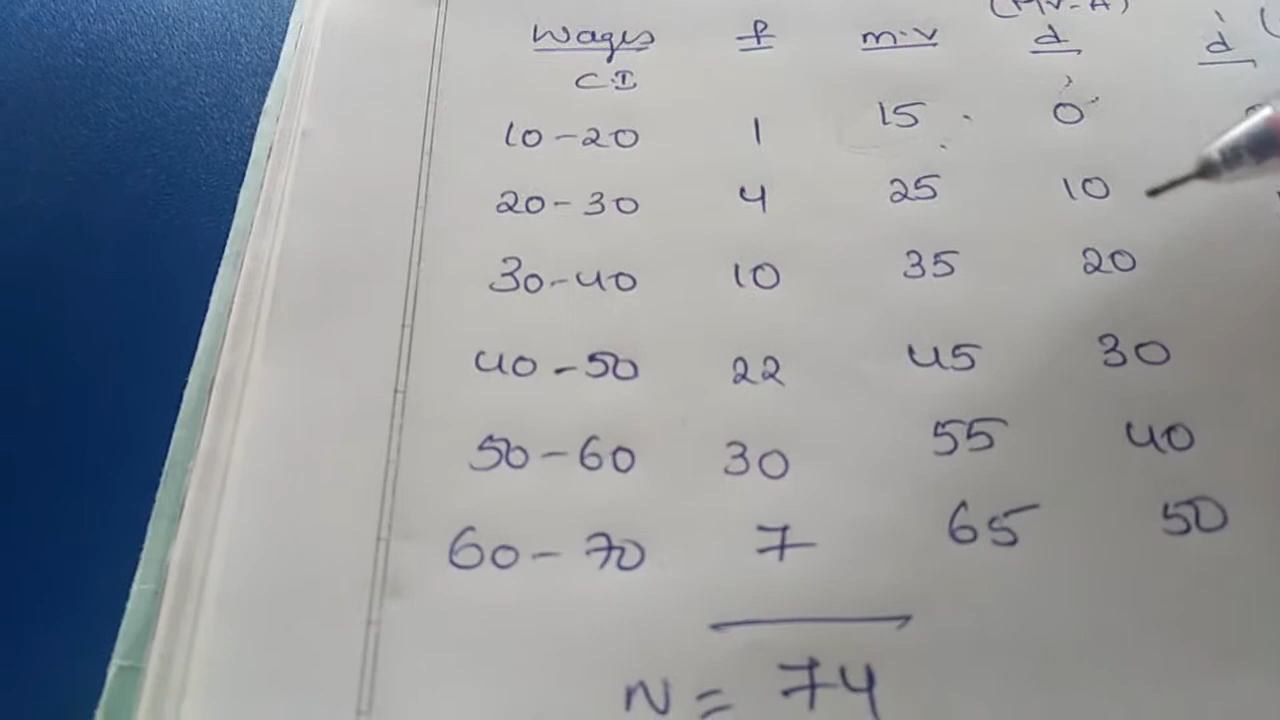 (MV-A)
Wages f m.v d d' (
C.I
10-20 1 15 0
20-30 4 25 10
30-40 10 35 20
40-50 22 45 30
50-60 30 55 40
60-70 7 65 50
N = 74